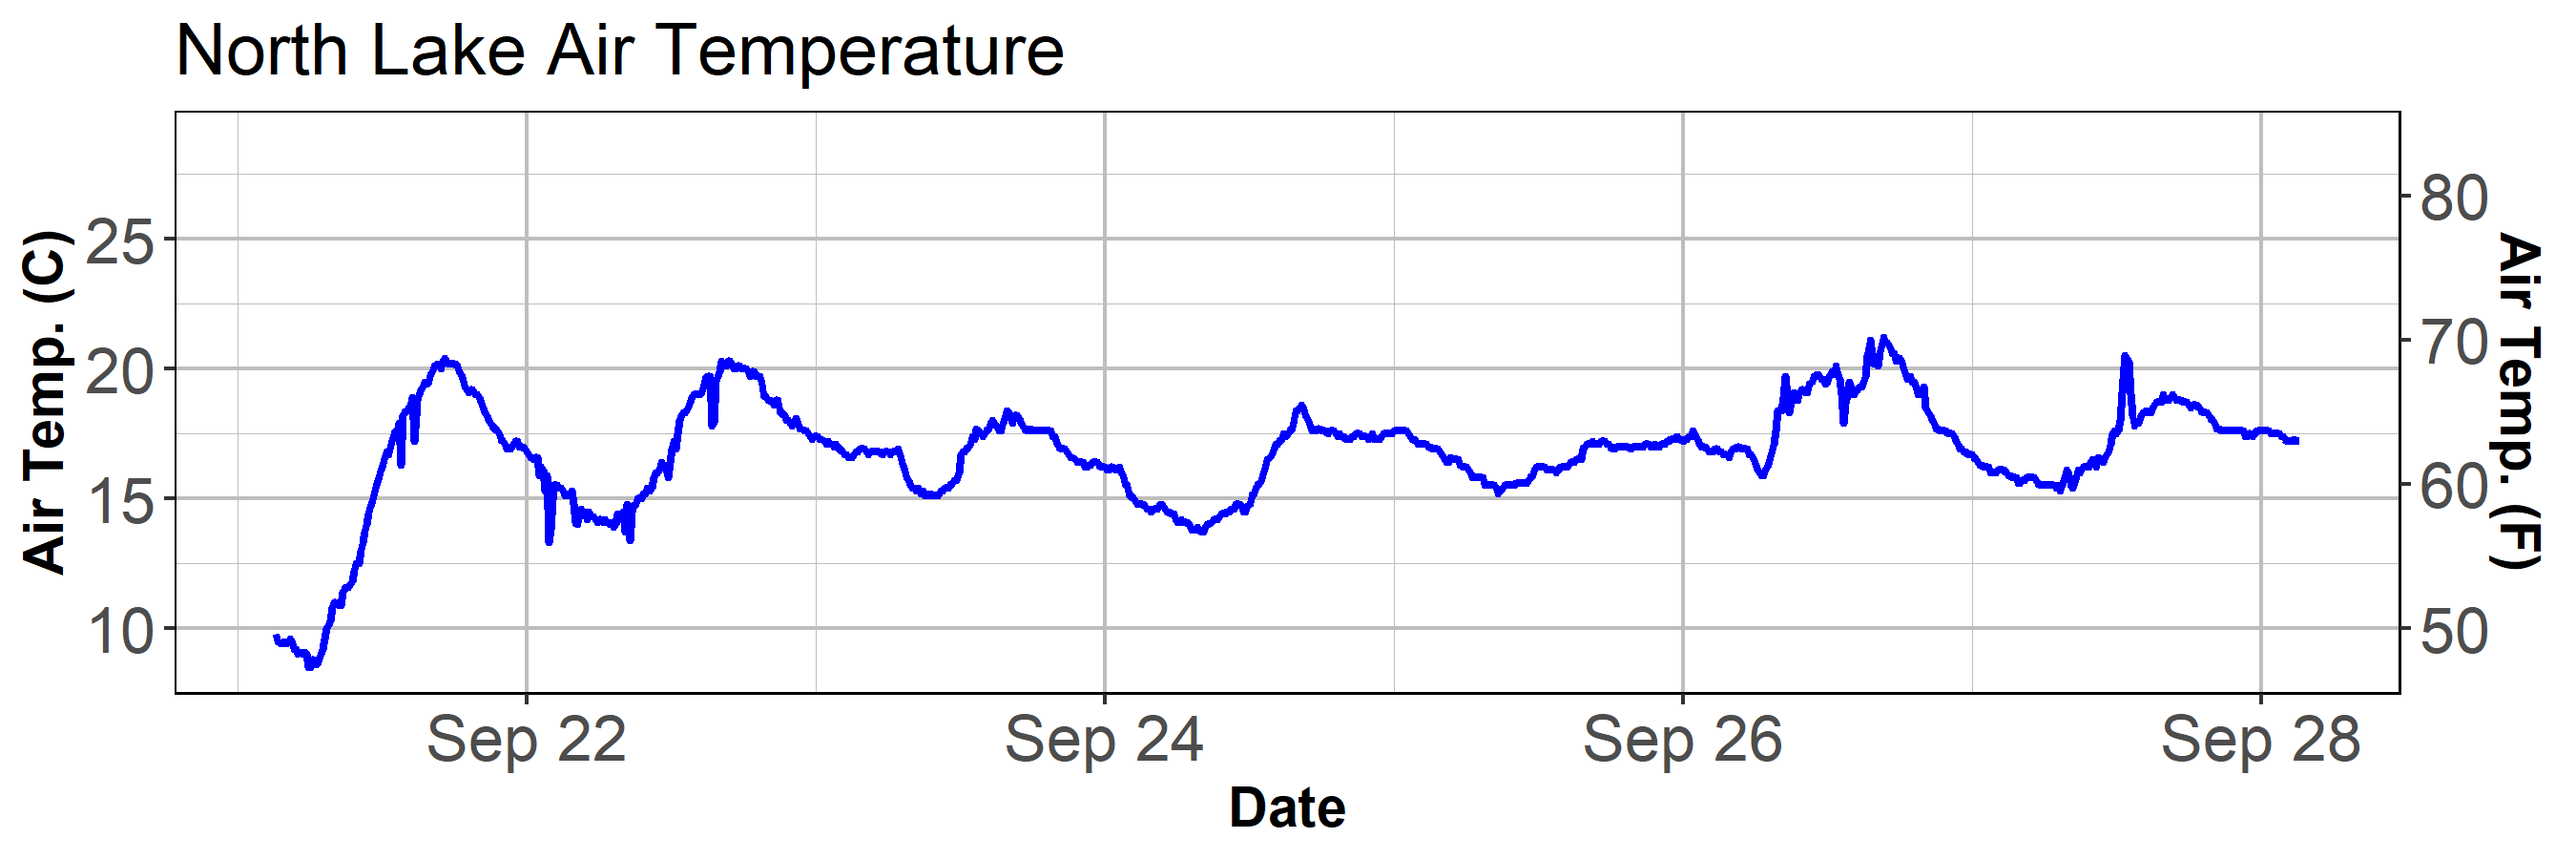 North Lake Air Temperature
Air Temp. (C)
25
20
15
10
80
70
60
50
Air Temp. (F)
Sep 22 Sep 24 Sep 26 Sep 28
Date